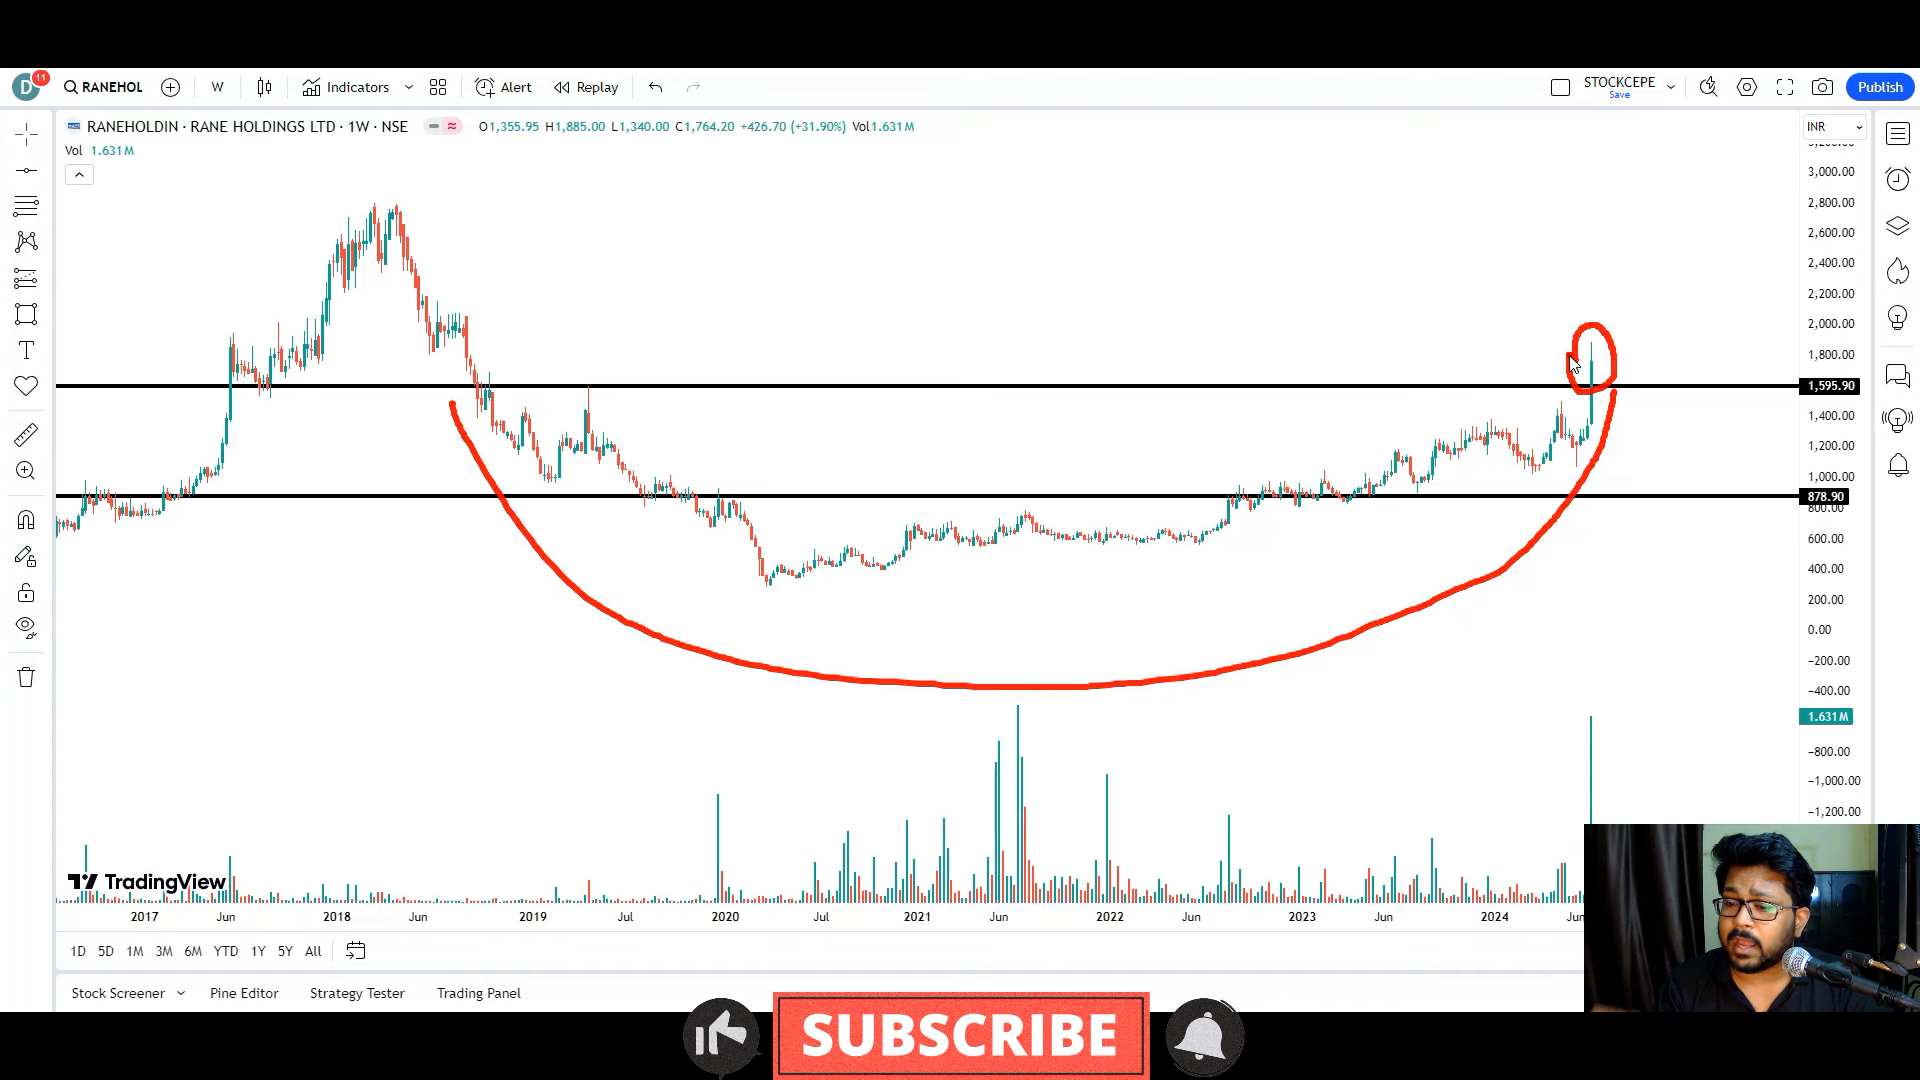 D 11 RANEHOL W Indicators Alert Replay STOCKCEPE Save Publish
RANEHOLDIN · RANE HOLDINGS LTD · 1W · NSE O1,355.95 H1,885.00 L1,340.00 C1,764.20 +426.70 (+31.90%) Vol1.631M INR
Vol 1.631M
3,000.00
2,800.00
2,600.00
2,400.00
2,200.00
2,000.00
1,800.00
1,595.90
1,400.00
1,200.00
1,000.00
878.90
800.00
600.00
400.00
200.00
0.00
−200.00
−400.00
1.631M
−800.00
−1,000.00
−1,200.00
TradingView
2017 Jun 2018 Jun 2019 Jul 2020 Jul 2021 Jun 2022 Jun 2023 Jun 2024 Jun
1D 5D 1M 3M 6M YTD 1Y 5Y All
Stock Screener Pine Editor Strategy Tester Trading Panel
SUBSCRIBE